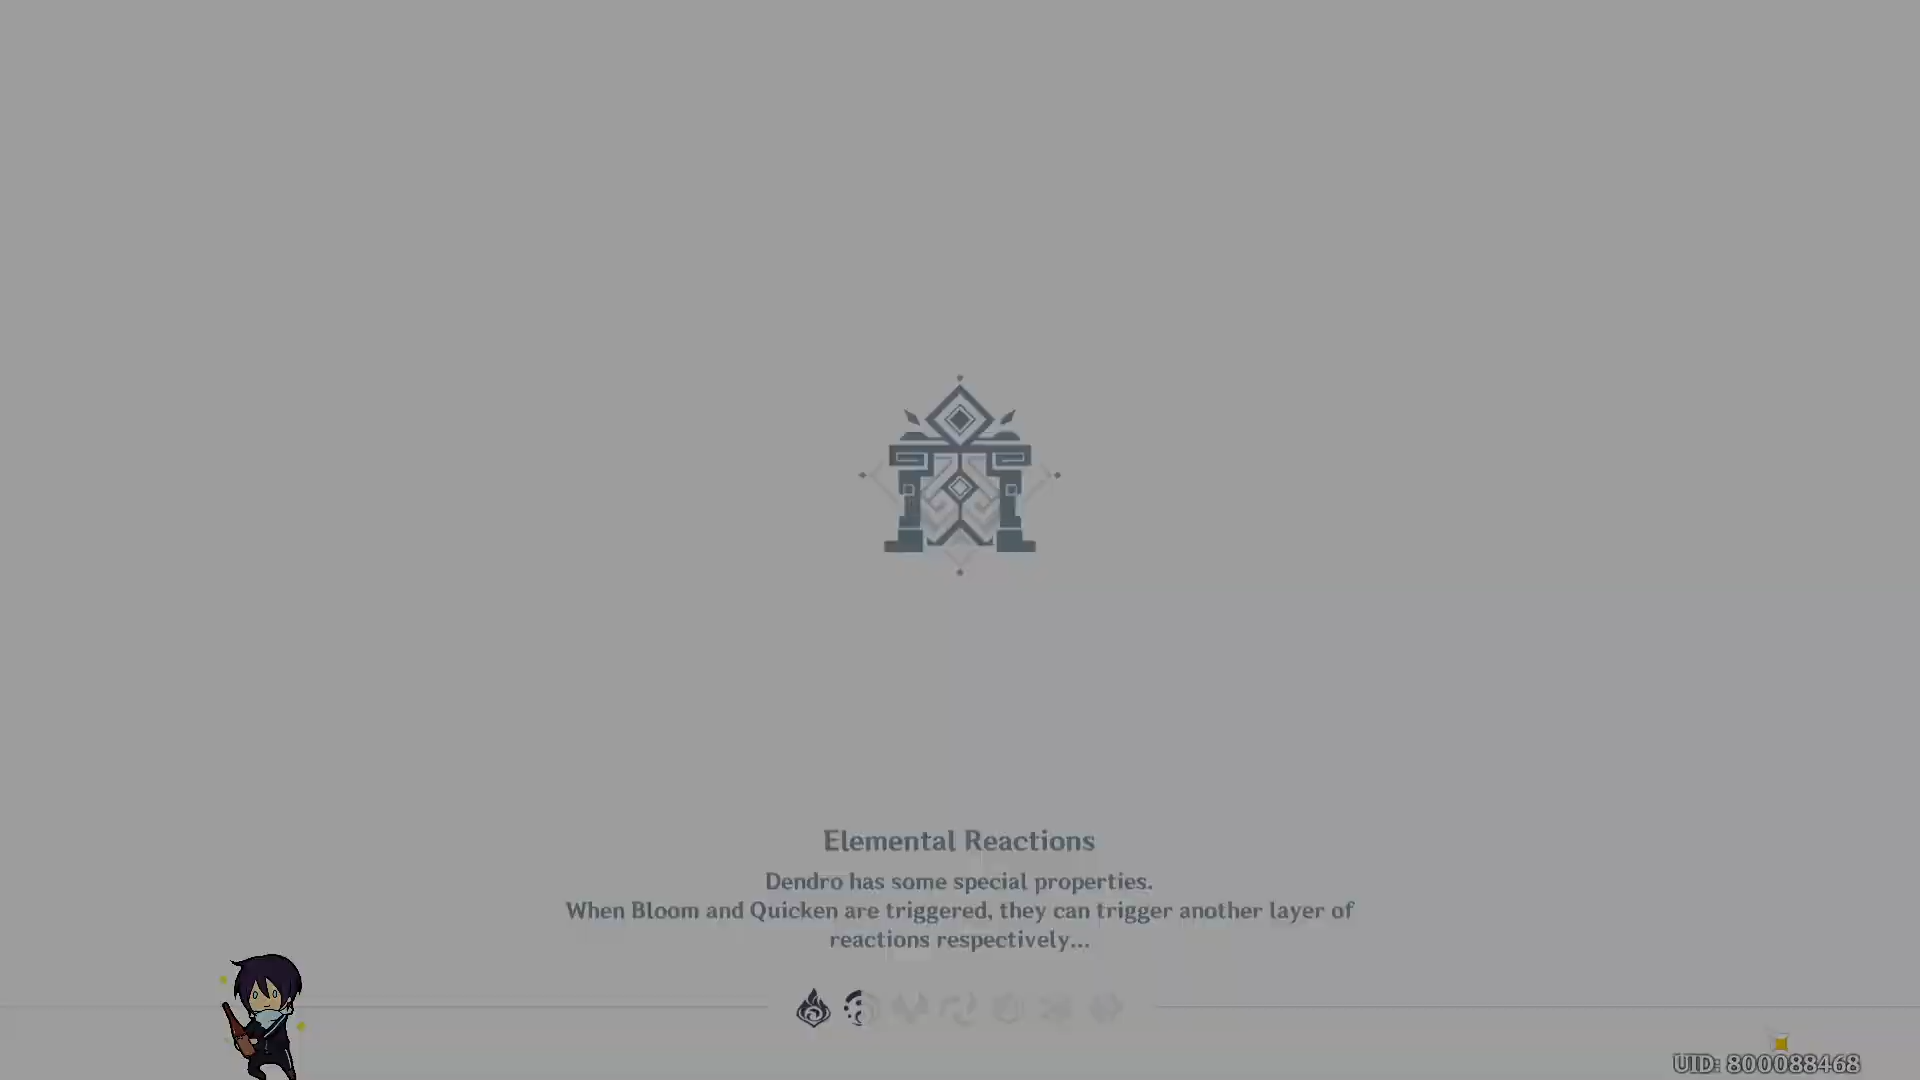 Elemental Reactions
Dendro has some special properties.
When Bloom and Quicken are triggered, they can trigger another layer of
reactions respectively...
UID: 800088468